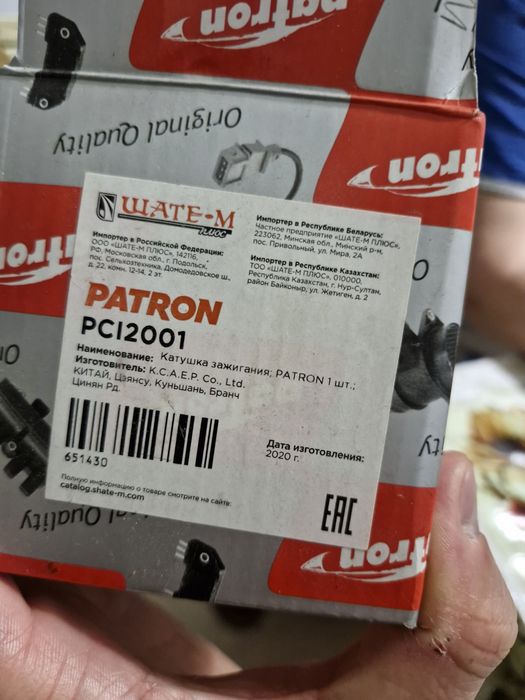 patron
Original Quality
patron
ШАТЕ-М
ПЛЮС
Импортер в Российской Федерации:
ООО «ШАТЕ-М ПЛЮС», 142116,
РФ, Московская обл., г. Подольск,
пос. Сельхозтехника, Домодедовское ш.,
д. 22, комн. 12-14, 2 эт.
Импортер в Республике Беларусь:
Частное предприятие «ШАТЕ-М ПЛЮС»,
223062, Минская обл., Минский р-н,
пос. Привольный, ул. Мира, 2А
Импортер в Республике Казахстан:
ТОО «ШАТЕ-М ПЛЮС», 010000,
Республика Казахстан, г. Нур-Султан,
район Байконыр, ул. Жетиген, д. 2
PATRON
PCI2001
Наименование: Катушка зажигания; PATRON 1 шт.;
Изготовитель: K.C.A.E.P. Co., Ltd.
КИТАЙ, Цзянсу, Куньшань, Бранч
Цинян Рд.
651430
Дата изготовления:
2020 г.
Полную информацию о товаре смотрите на сайте:
catalog.shate-m.com
EAC
Quality
patron